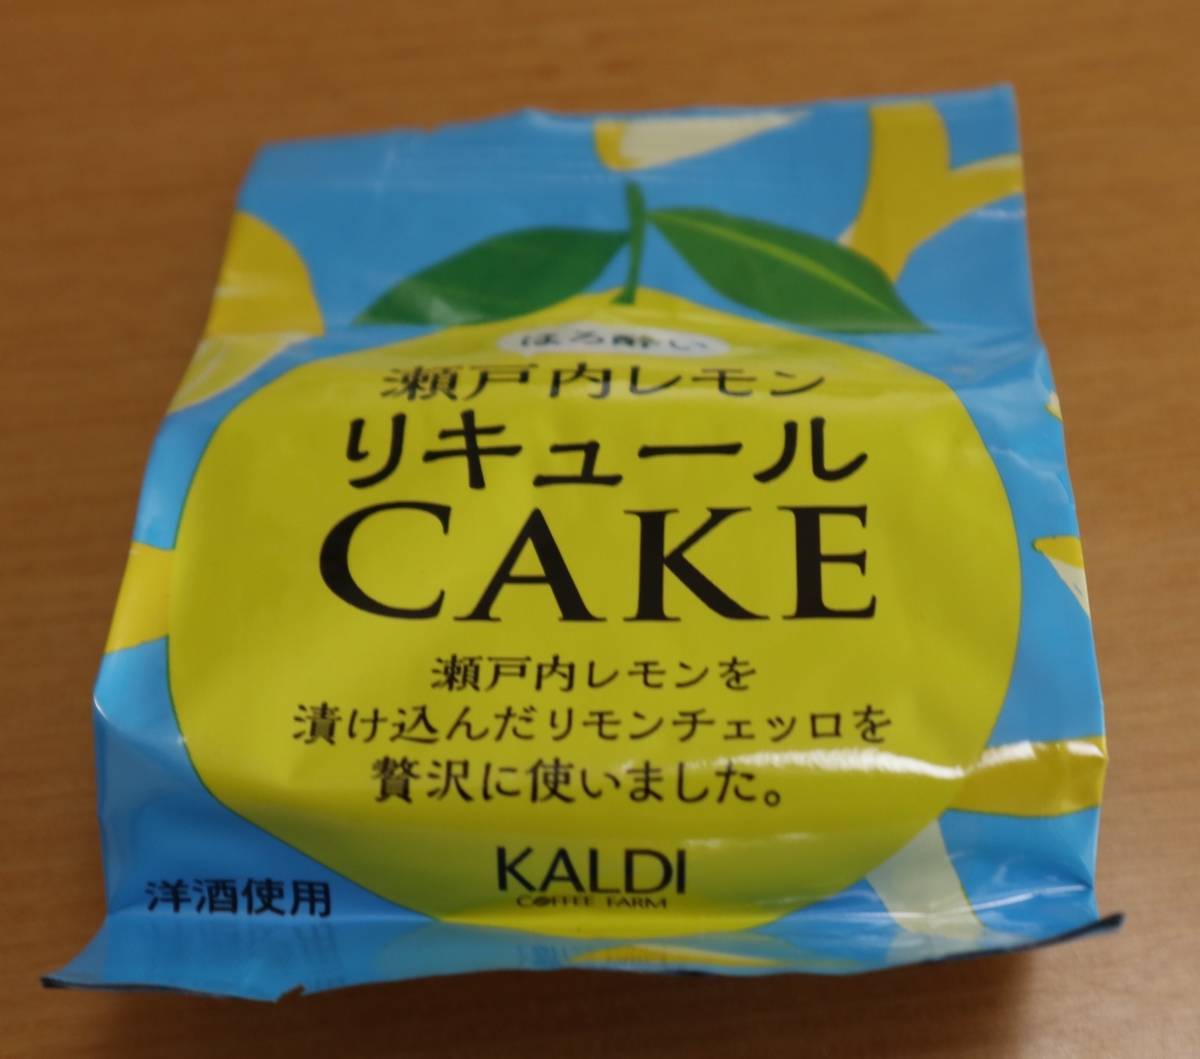 ほろ酔い
瀬戸内レモン
リキュール
CAKE
瀬戸内レモンを
漬け込んだリモンチェッロを
贅沢に使いました。
KALDI
COFFEE FARM
洋酒使用